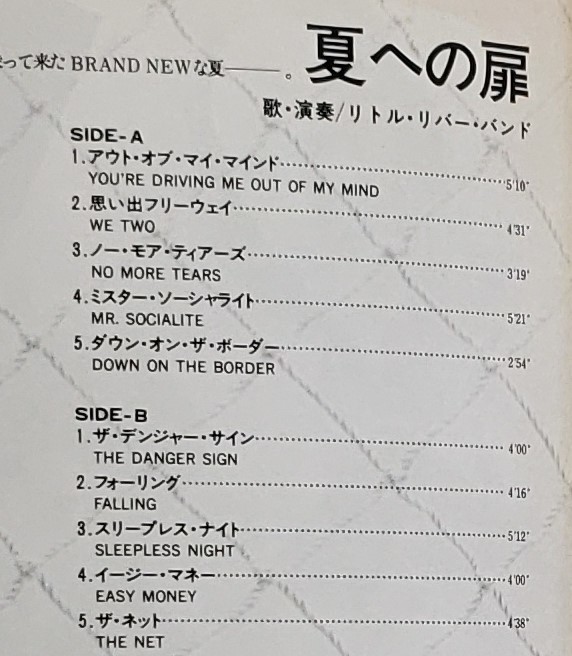 って来たBRAND NEWな夏――。
夏への扉
歌・演奏/リトル・リバー・バンド
SIDE-A
1.アウト・オブ・マイ・マインド……5'10"
YOU'RE DRIVING ME OUT OF MY MIND
2.思い出フリーウェイ……4'31"
WE TWO
3.ノー・モア・ティアーズ……3'19"
NO MORE TEARS
4.ミスター・ソーシャライト……5'21"
MR. SOCIALITE
5.ダウン・オン・ザ・ボーダー……2'54"
DOWN ON THE BORDER
SIDE-B
1.ザ・デンジャー・サイン……4'00"
THE DANGER SIGN
2.フォーリング……4'16"
FALLING
3.スリープレス・ナイト……5'12"
SLEEPLESS NIGHT
4.イージー・マネー……4'00"
EASY MONEY
5.ザ・ネット……4'38"
THE NET